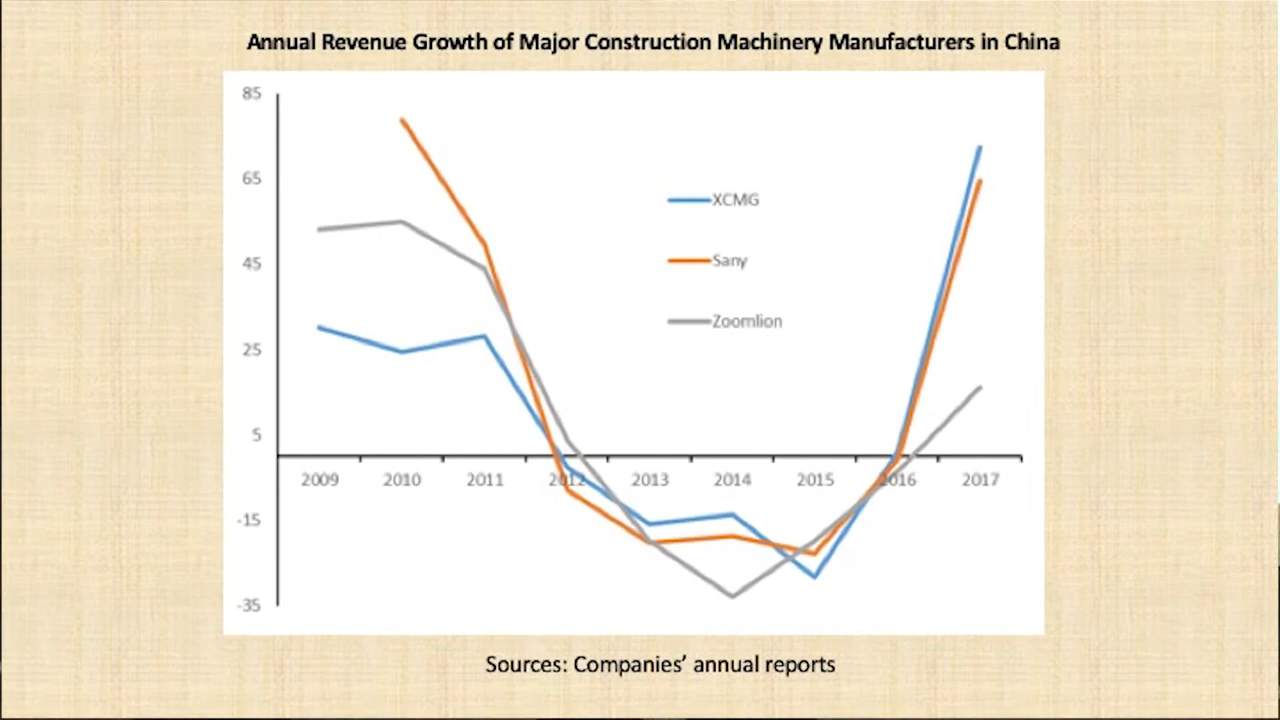 Annual Revenue Growth of Major Construction Machinery Manufacturers in China
85
65
45
25
5
-15
-35
XCMG
Sany
Zoomlion
2009 2010 2011 2012 2013 2014 2015 2016 2017
Sources: Companies’ annual reports